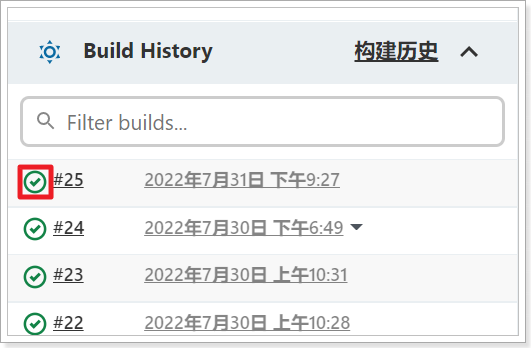 Build History 构建历史
Filter builds...
#25 2022年7月31日 下午9:27
#24 2022年7月30日 下午6:49
#23 2022年7月30日 上午10:31
#22 2022年7月30日 上午10:28